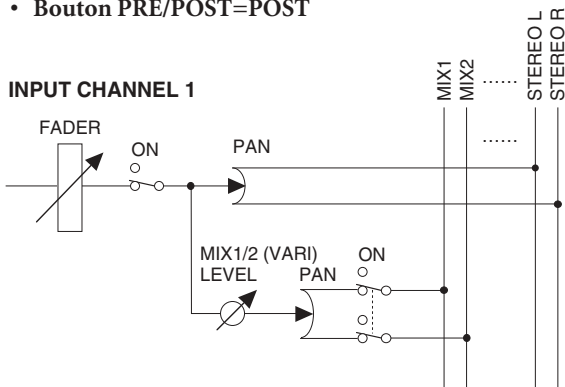 • Bouton PRE/POST=POST
INPUT CHANNEL 1
MIX1
MIX2
......
STEREO L
STEREO R
......
FADER
ON
PAN
MIX1/2 (VARI)
LEVEL
PAN
ON